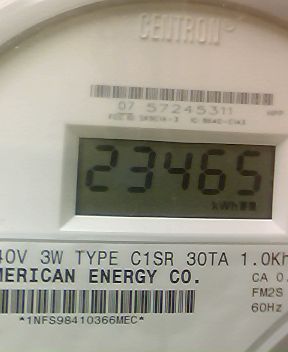 CENTRON
07 57245311
23465
kWh
40V 3W TYPE C1SR 30TA 1.0Kh
MERICAN ENERGY CO.
CA 0.
FM2S
60Hz
*1NFS98410366MEC*